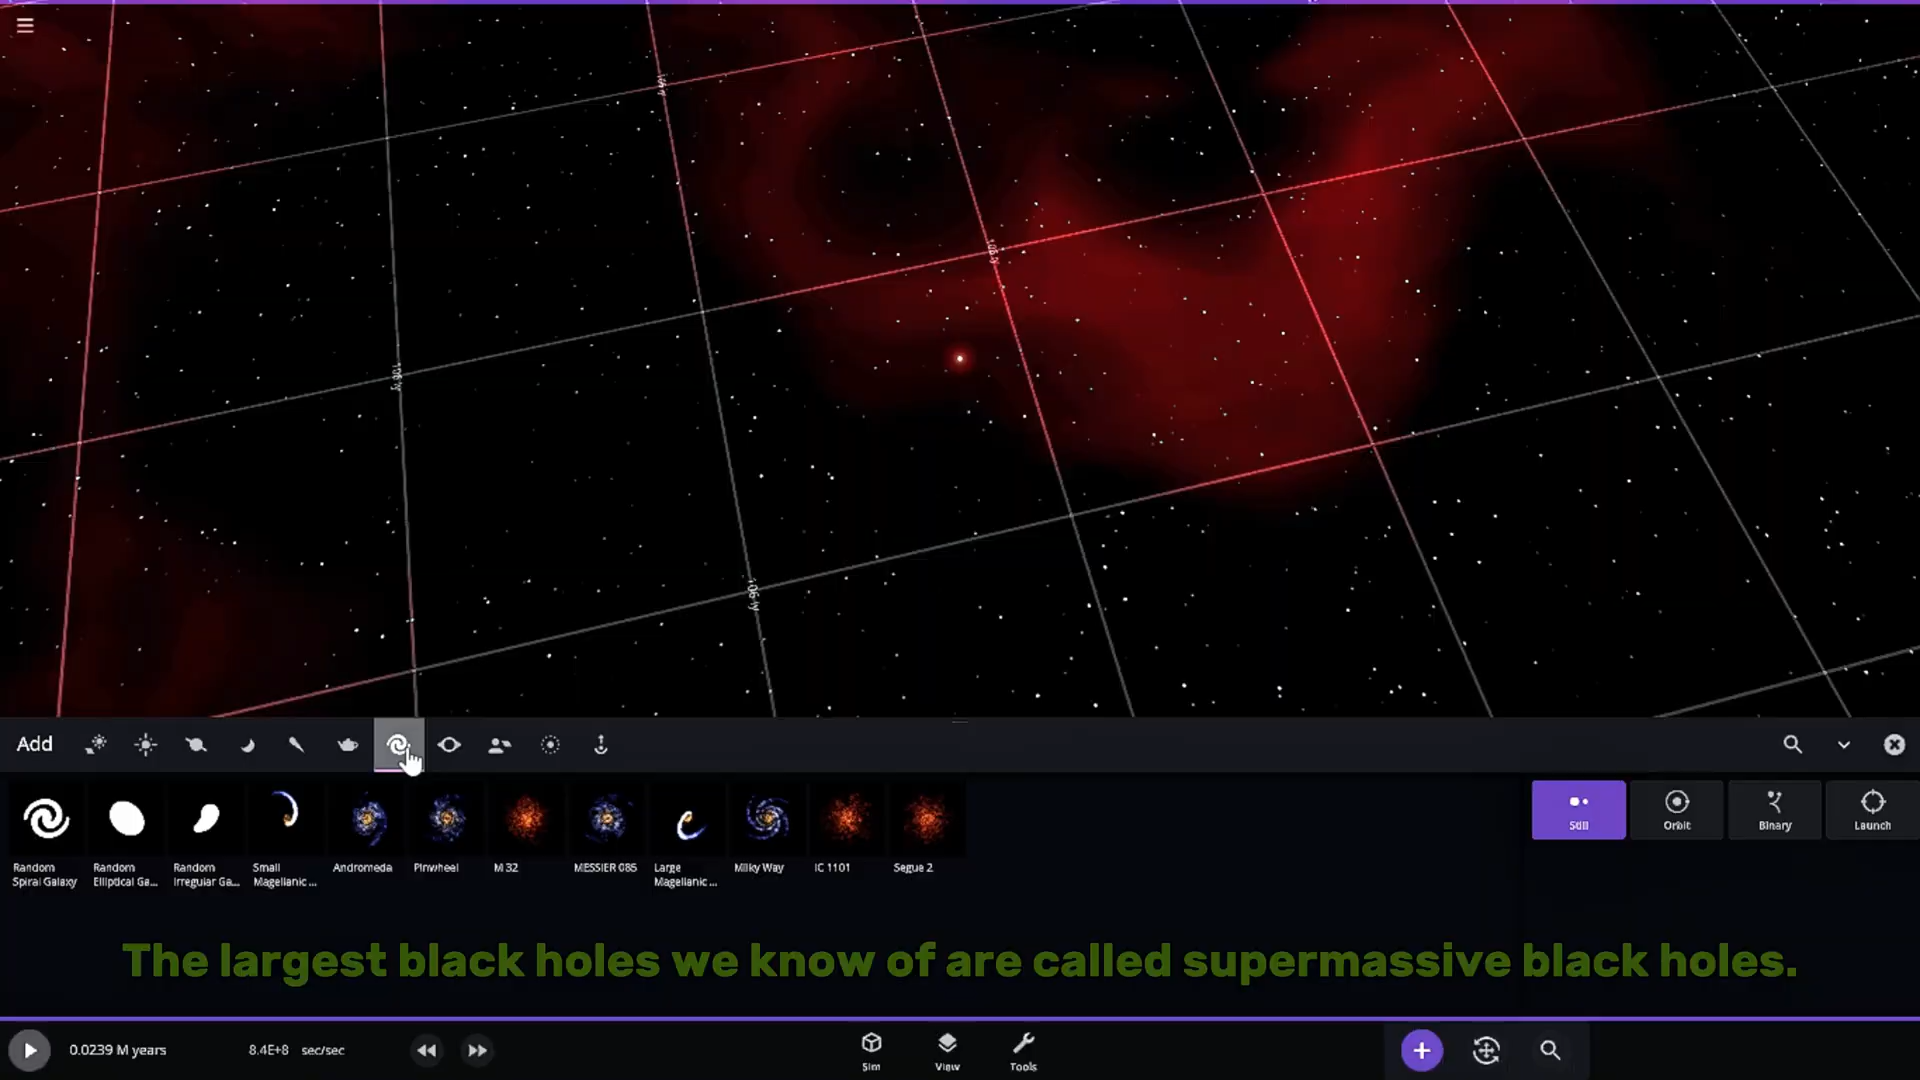 Add
Still
Orbit
Binary
Launch
Random
Spiral Galaxy
Random
Elliptical Ga...
Random
Irregular Ga...
Small
Magellanic ...
Andromeda
Pinwheel
M 32
MESSIER 085
Large
Magellanic ...
Milky Way
IC 1101
Segue 2
The largest black holes we know of are called supermassive black holes.
0.0239 M years
8.4E+8 sec/sec
Sim
View
Tools